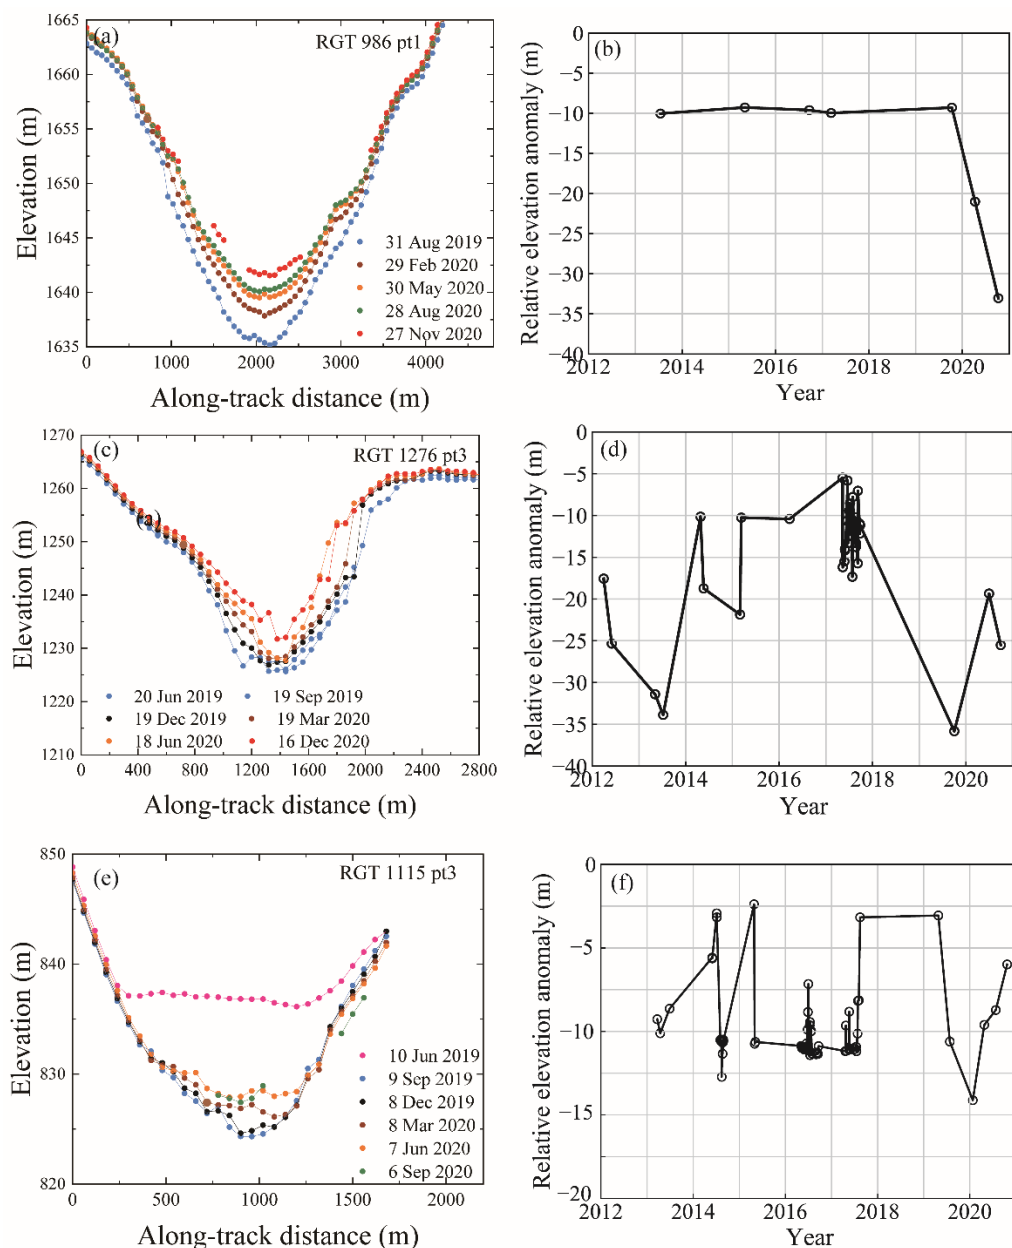 (a)
RGT 986 pt1
1665
1660
1655
1650
1645
1640
1635
Elevation (m)
31 Aug 2019
29 Feb 2020
30 May 2020
28 Aug 2020
27 Nov 2020
0 1000 2000 3000 4000
Along-track distance (m)
(b)
0
−5
−10
−15
−20
−25
−30
−35
−40
Relative elevation anomaly (m)
2012 2014 2016 2018 2020
Year
(c)
RGT 1276 pt3
1270
1260
1250
1240
1230
1220
1210
(a)
Elevation (m)
20 Jun 2019 19 Sep 2019
19 Dec 2019 19 Mar 2020
18 Jun 2020 16 Dec 2020
0 400 800 1200 1600 2000 2400 2800
Along-track distance (m)
(d)
0
−5
−10
−15
−20
−25
−30
−35
−40
Relative elevation anomaly (m)
2012 2014 2016 2018 2020
Year
(e)
RGT 1115 pt3
850
840
830
820
Elevation (m)
10 Jun 2019
9 Sep 2019
8 Dec 2019
8 Mar 2020
7 Jun 2020
6 Sep 2020
0 500 1000 1500 2000
Along-track distance (m)
(f)
0
−5
−10
−15
−20
Relative elevation anomaly (m)
2012 2014 2016 2018 2020
Year